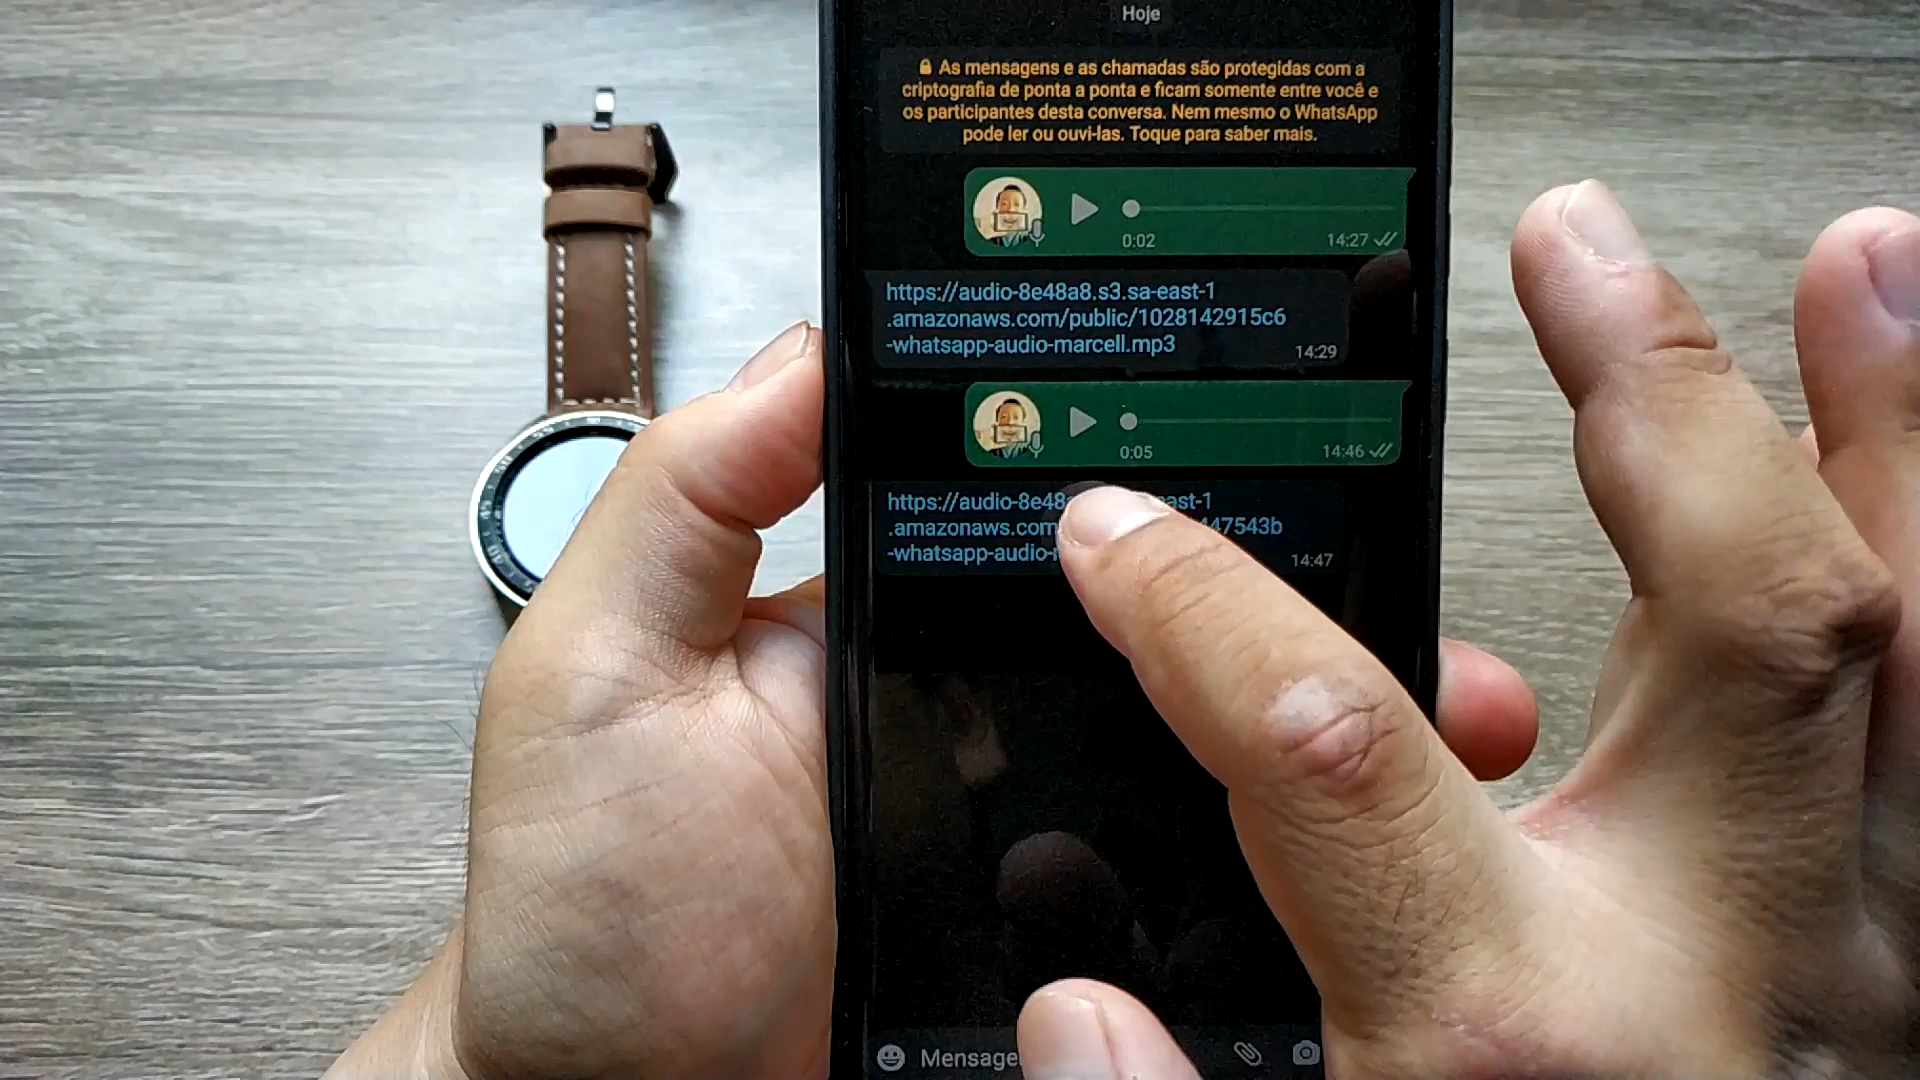 Hoje
As mensagens e as chamadas são protegidas com a
criptografia de ponta a ponta e ficam somente entre você e
os participantes desta conversa. Nem mesmo o WhatsApp
pode ler ou ouvi-las. Toque para saber mais.
0:02 14:27
https://audio-8e48a8.s3.sa-east-1
.amazonaws.com/public/1028142915c6
-whatsapp-audio-marcell.mp3
14:29
0:05 14:46
https://audio-8e48 east-1
.amazonaws.com 447543b
-whatsapp-audio- 14:47
Mensagem